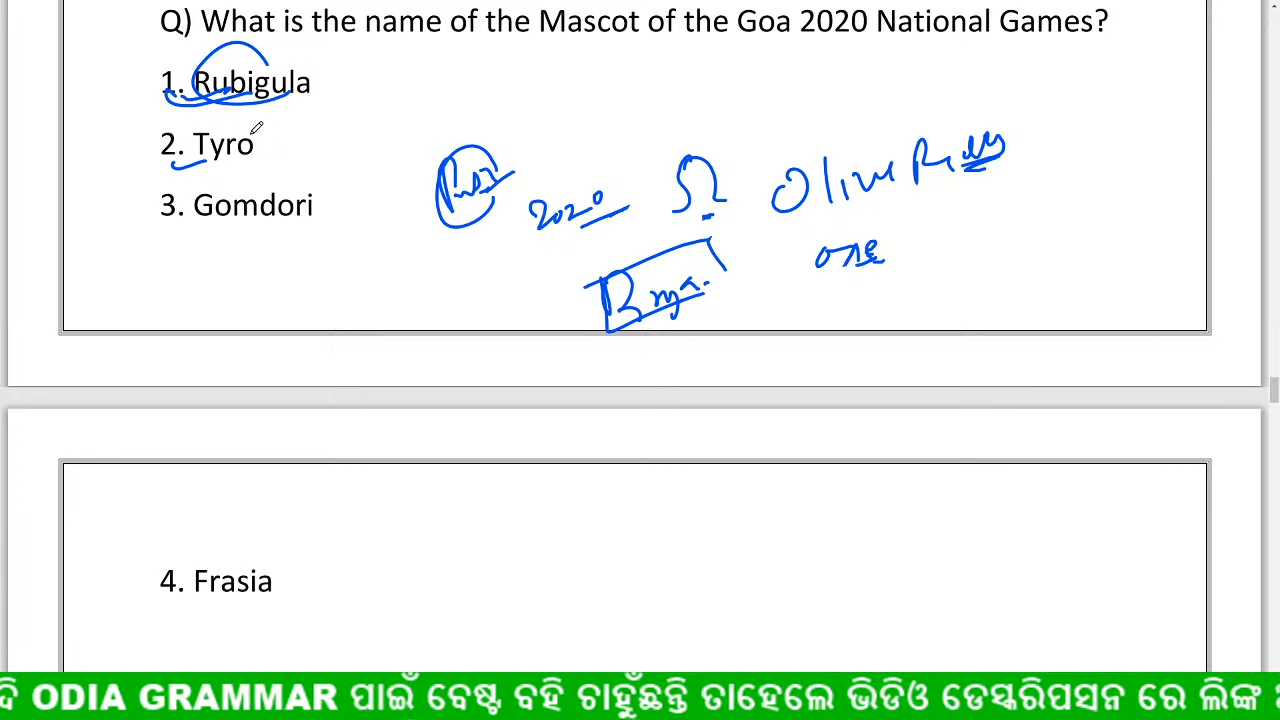 Q) What is the name of the Mascot of the Goa 2020 National Games?
1. Rubigula
2. Tyro
3. Gomdori
2020
Olive
4. Frasia
ଦି ODIA GRAMMAR ପାଇଁ ବେଷ୍ଟ ବହି ଚାହୁଁଛନ୍ତି ତାହେଲେ ଭିଡିଓ ଡେସ୍କରିପସନ ରେ ଲିଙ୍କ